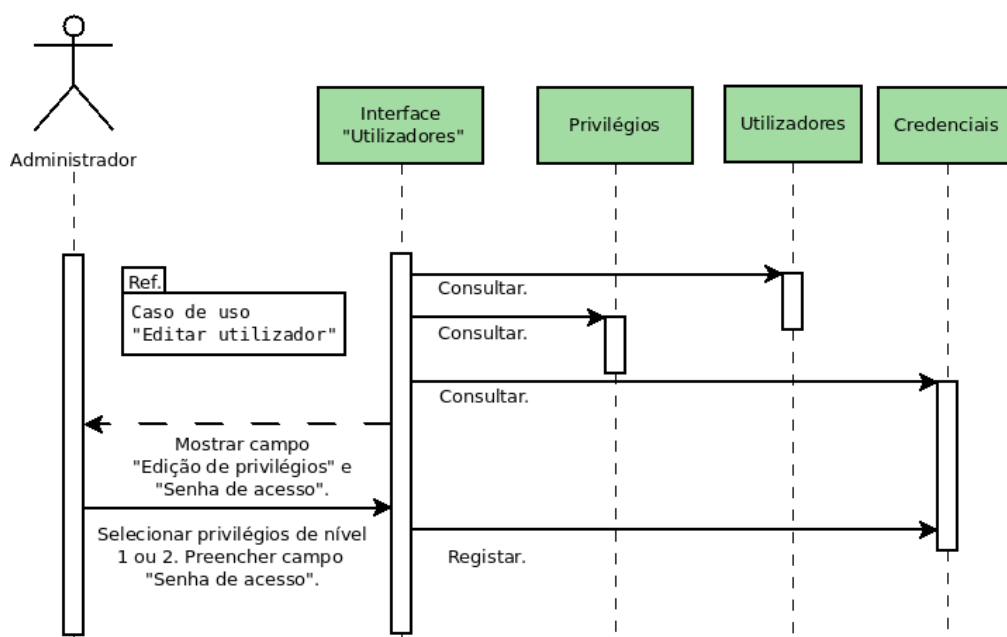 Administrador
Interface
"Utilizadores"
Privilégios
Utilizadores
Credenciais
Ref.
Caso de uso
"Editar utilizador"
Consultar.
Consultar.
Consultar.
Mostrar campo
"Edição de privilégios" e
"Senha de acesso".
Selecionar privilégios de nível
1 ou 2. Preencher campo
"Senha de acesso".
Registar.